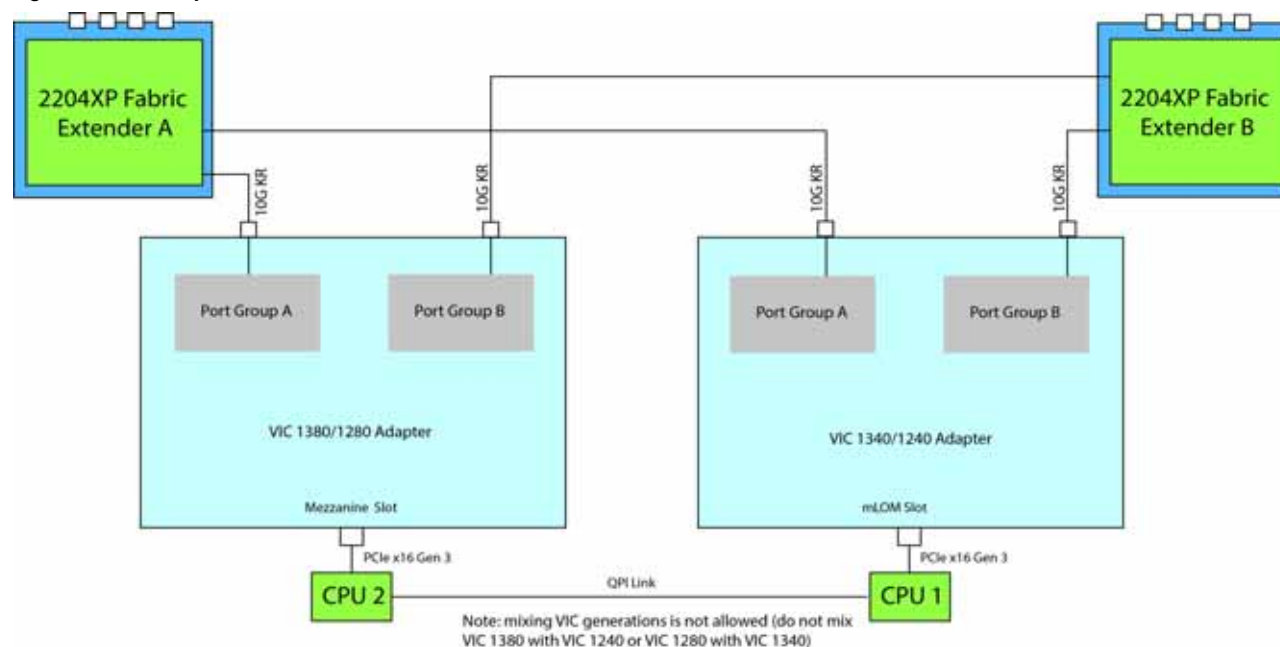 2204XP Fabric
Extender A
2204XP Fabric
Extender B
10G KR
10G KR
10G KR
10G KR
Port Group A
Port Group B
Port Group A
Port Group B
VIC 1380/1280 Adapter
VIC 1340/1240 Adapter
Mezzanine Slot
mLOM Slot
PCIe x16 Gen 3
PCIe x16 Gen 3
CPU 2
QPI Link
CPU 1
Note: mixing VIC generations is not allowed (do not mix
VIC 1380 with VIC 1240 or VIC 1280 with VIC 1340)